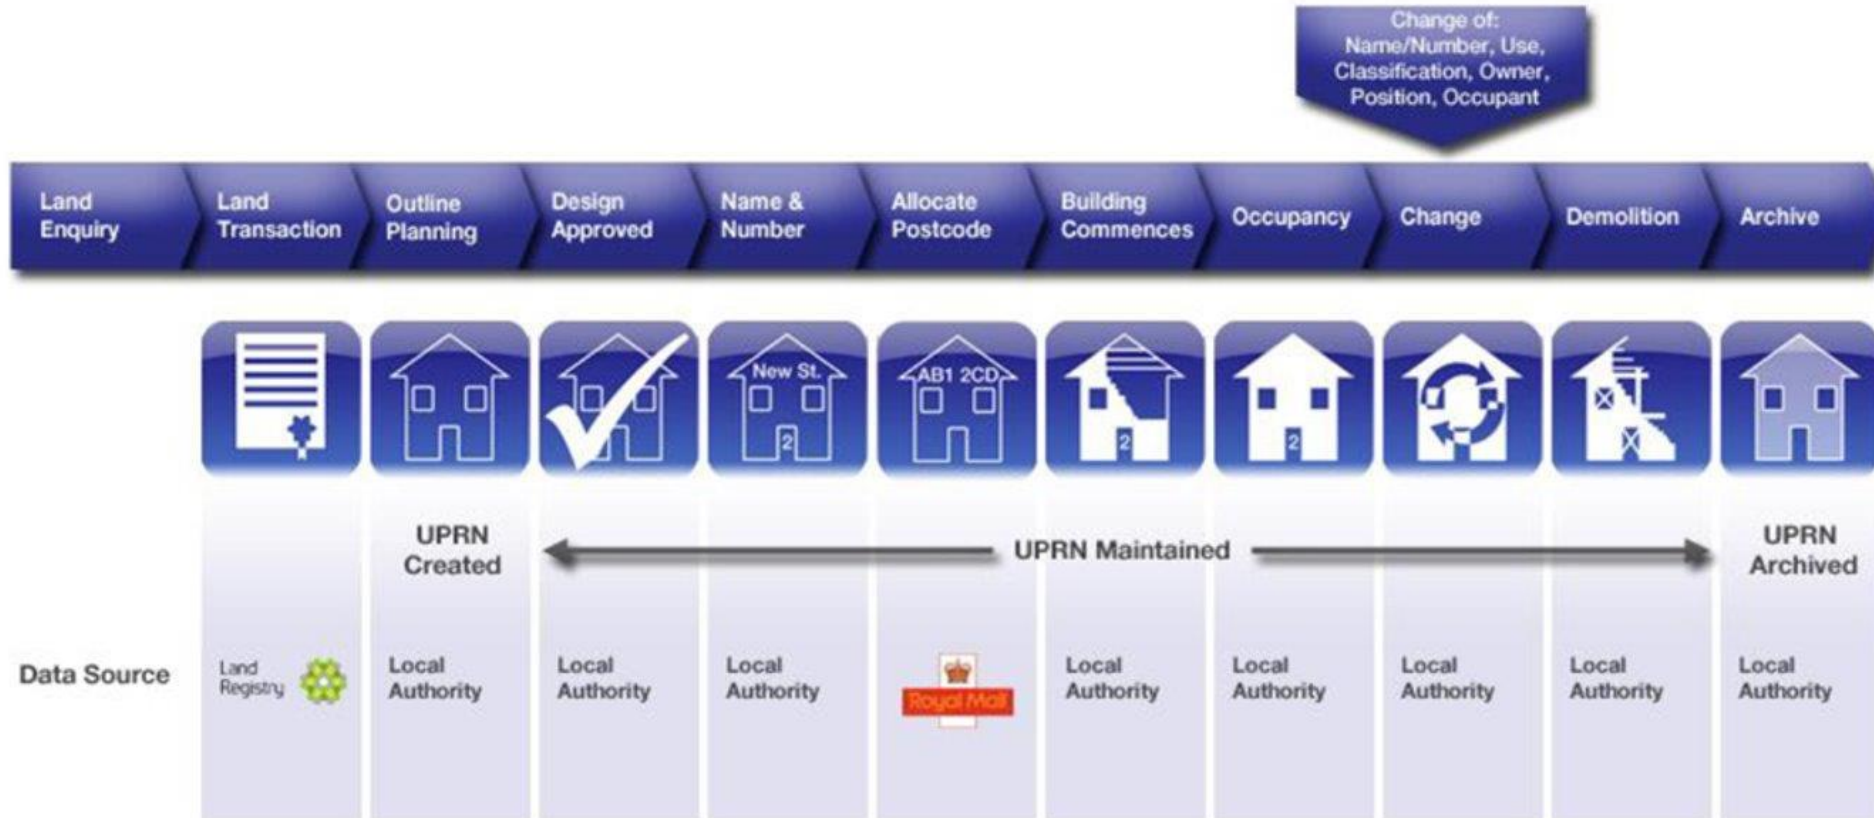 Change of:
Name/Number, Use,
Classification, Owner,
Position, Occupant
Land
Enquiry
Land
Transaction
Outline
Planning
Design
Approved
Name &
Number
Allocate
Postcode
Building
Commences
Occupancy
Change
Demolition
Archive
New St.
2
AB1 2CD
2
2
UPRN
Created
UPRN Maintained
UPRN
Archived
Data Source
Land
Registry
Local
Authority
Local
Authority
Local
Authority
Royal Mail
Local
Authority
Local
Authority
Local
Authority
Local
Authority
Local
Authority